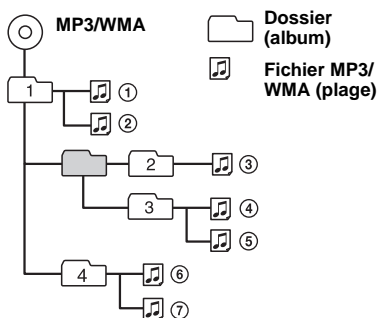 MP3/WMA
Dossier
(album)
Fichier MP3/
WMA (plage)
1
①
②
2
③
3
④
⑤
4
⑥
⑦